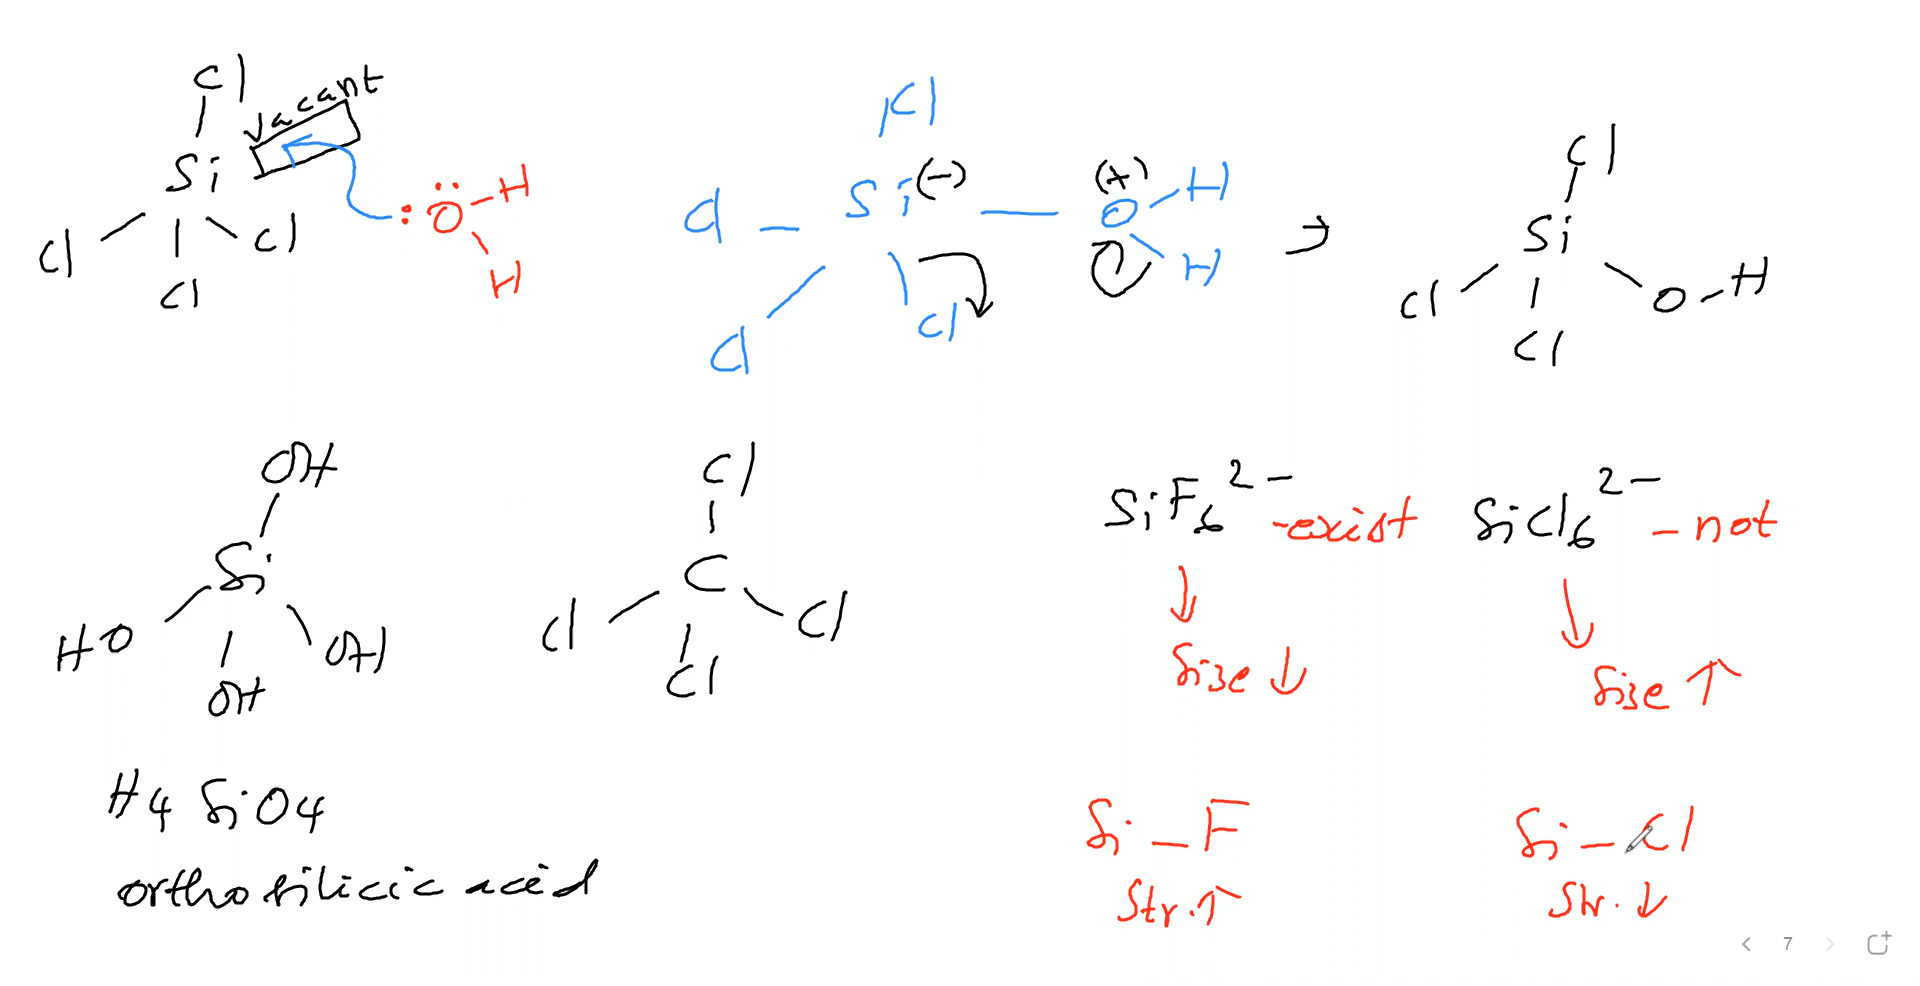 Cl
vacant
Si
Cl Cl
Cl
:Ö H
H
Cl
Cl Si (-) O (+) H
H
Cl Cl
→
Cl
Si
Cl O-H
Cl
OH
Si
HO OH
OH
H4SiO4
orthosilicic acid
Cl
C
Cl Cl
Cl
SiF6^2- -exist
↓
Size ↓
Si-F
Str.↑
SiCl6^2- - not
↓
Size ↑
Si-Cl
Str.↓
7